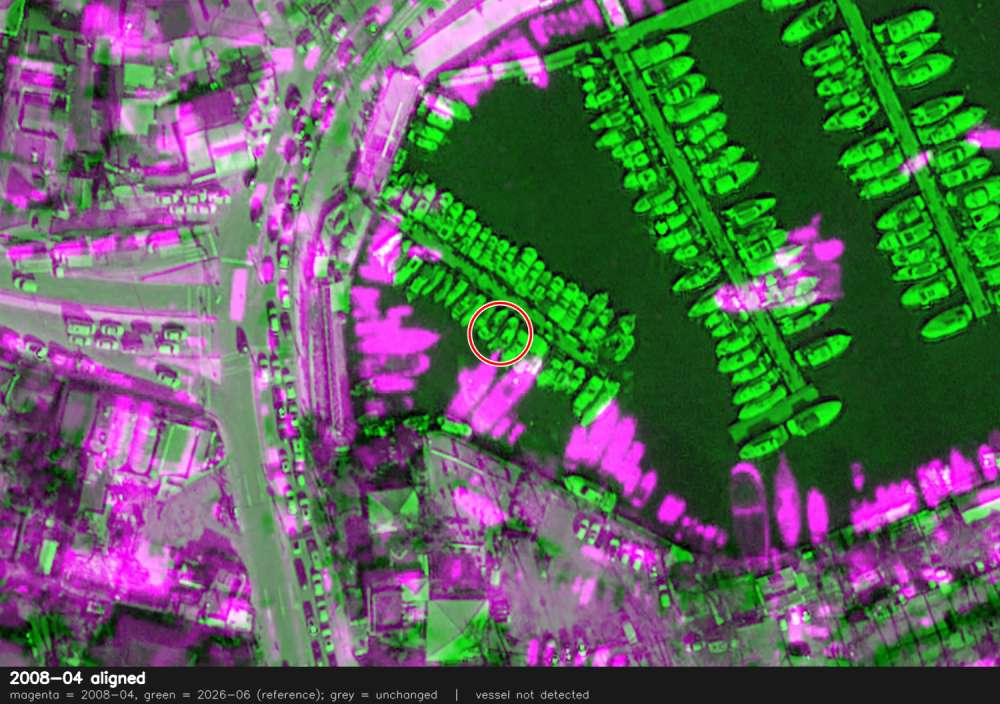 2008-04 aligned
magenta = 2008-04, green = 2026-06 (reference); grey = unchanged | vessel not detected